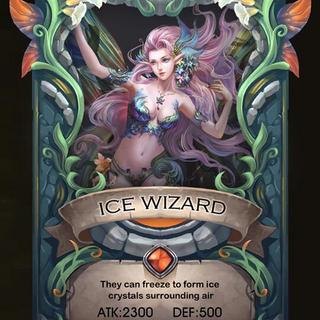 ICE WIZARD
They can freeze to form ice
crystals surrounding air
ATK:2300 DEF:500